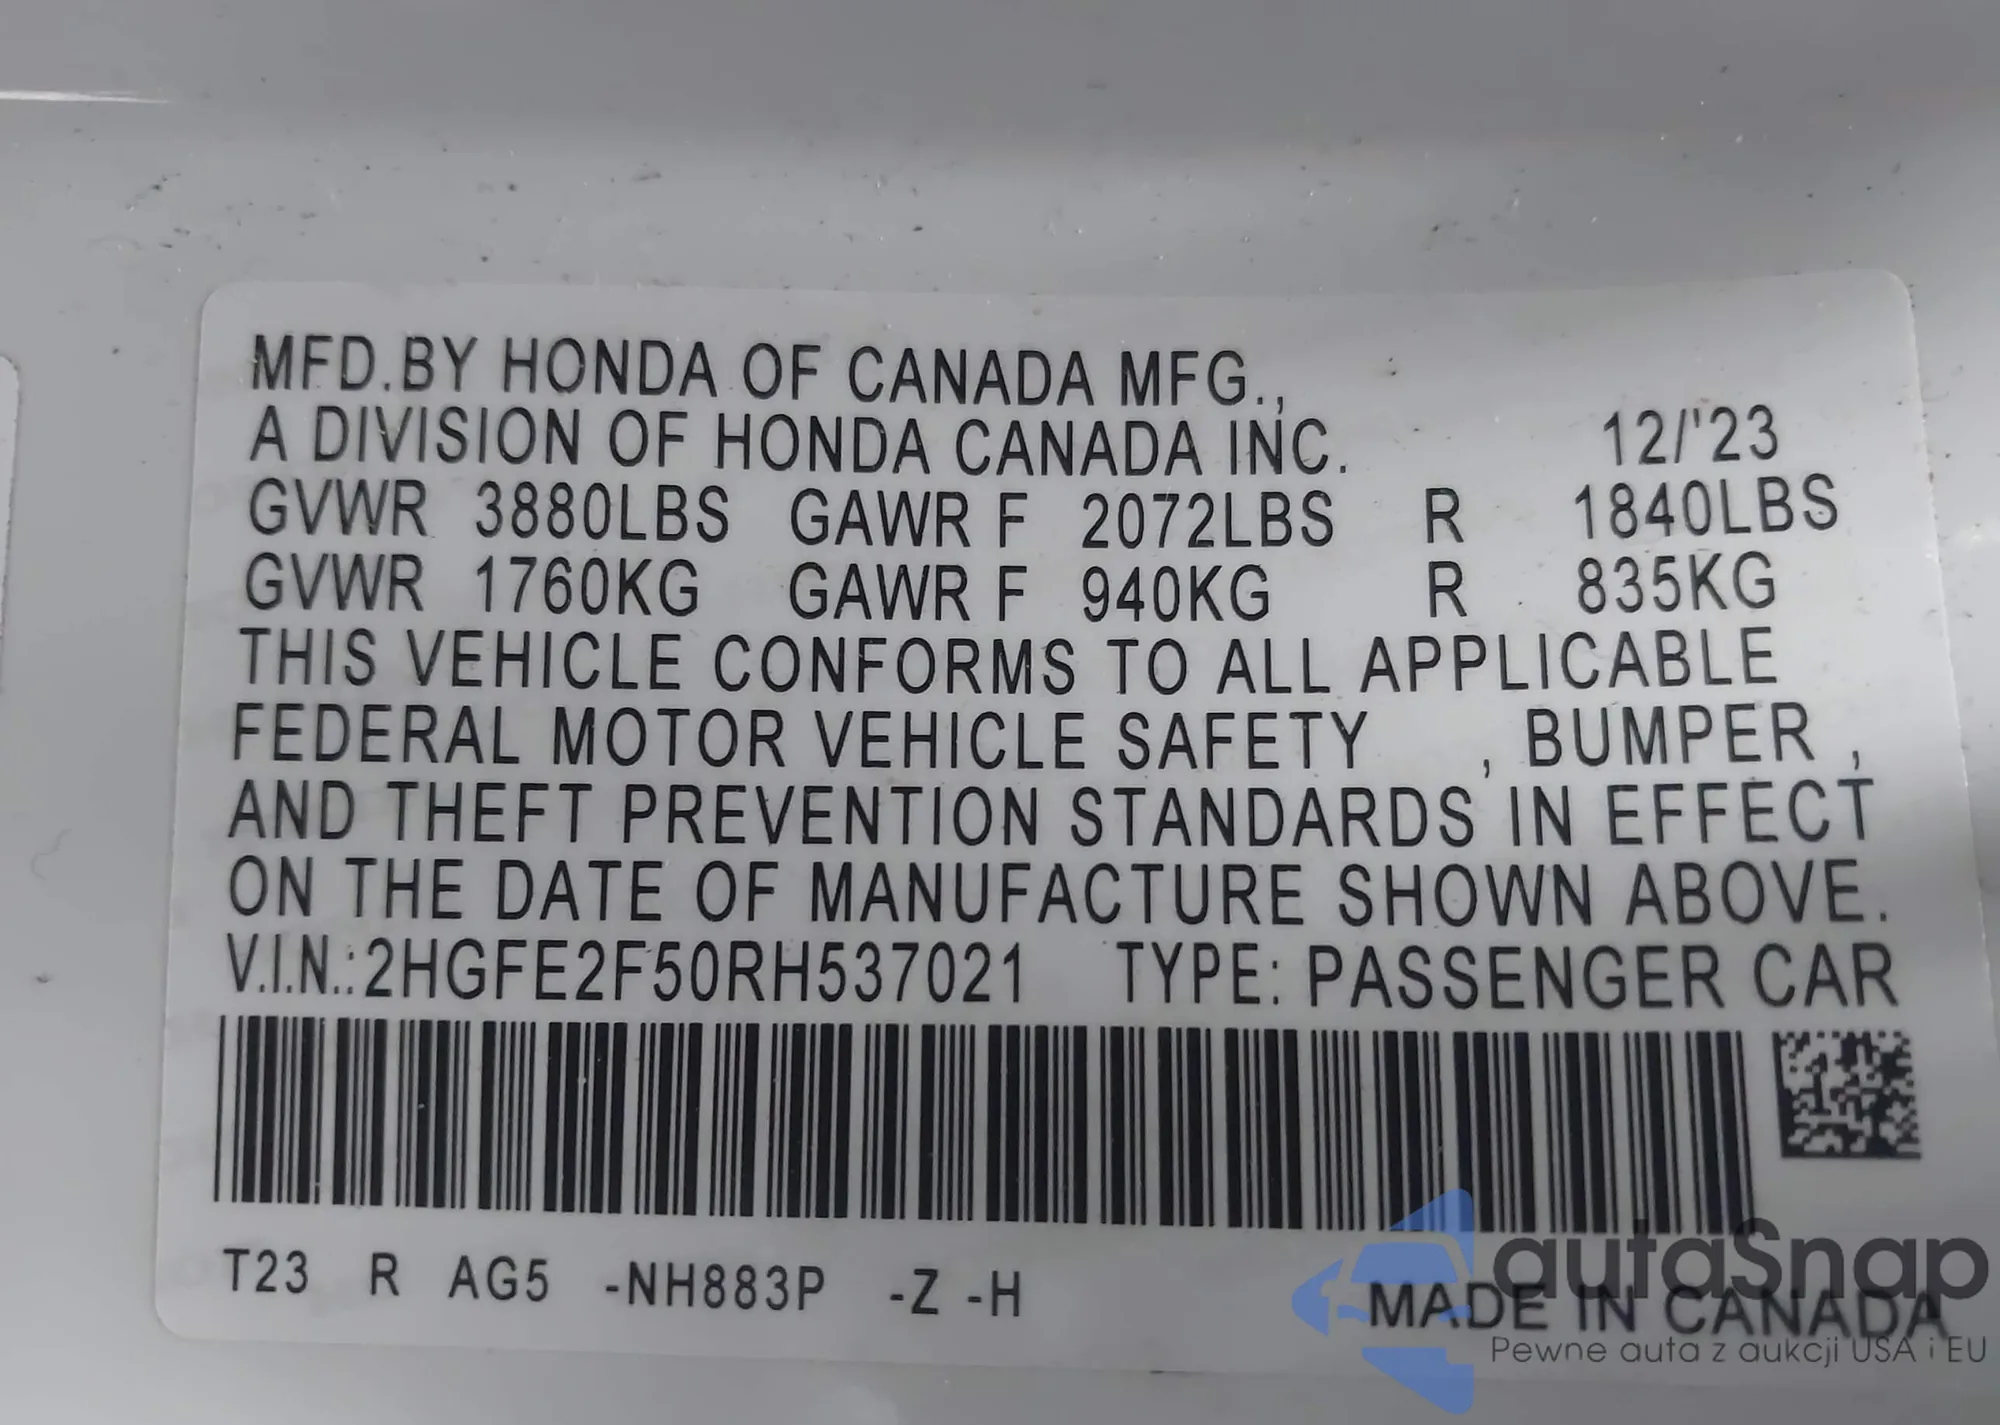 MFD.BY HONDA OF CANADA MFG.,
A DIVISION OF HONDA CANADA INC. 12/'23
GVWR 3880LBS GAWR F 2072LBS R 1840LBS
GVWR 1760KG GAWR F 940KG R 835KG
THIS VEHICLE CONFORMS TO ALL APPLICABLE
FEDERAL MOTOR VEHICLE SAFETY , BUMPER ,
AND THEFT PREVENTION STANDARDS IN EFFECT
ON THE DATE OF MANUFACTURE SHOWN ABOVE.
V.I.N.:2HGFE2F50RH537021 TYPE: PASSENGER CAR
T23 R AG5 -NH883P -Z -H
MADE IN CANADA
autaSnap
Pewne auta z aukcji USA i EU